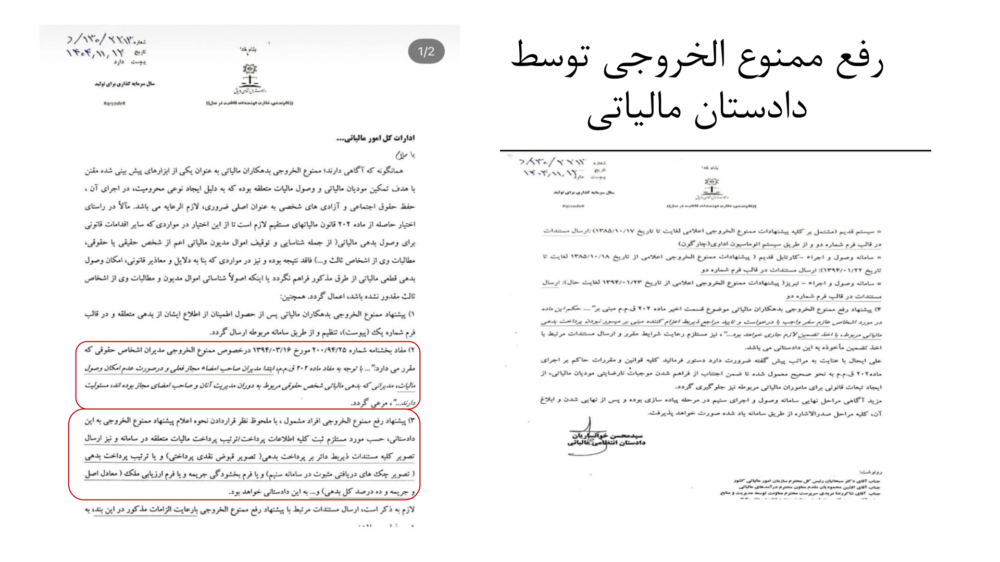 رفع ممنوع الخروجی توسط
دادستان مالیاتی
1/2
بنام خدا
شماره ۲۲۱۳/۱۳۰/د
تاریخ ۱۴۰۴,۱۱,۱۲
پیوست دارد
سال سرمایه گذاری برای تولید
#qrcode#
((قانونمندی، نظارت هوشمندانه، قاطعیت در عدل))
ادارات کل امور مالیاتی...
با سلام
همانگونه که آگاهی دارند؛ ممنوع الخروجی بدهکاران مالیاتی به عنوان یکی از ابزارهای پیش بینی شده مقنن
با هدف تمکین مودیان مالیاتی و وصول مالیات متعلقه بوده که به دلیل ایجاد نوعی محرومیت، در اجرای آن ،
حفظ حقوق اجتماعی و آزادی های شخصی به عنوان اصلی ضروری، لازم الرعایه می باشد. مآلاً در راستای
اختیار حاصله از ماده ۲۰۲ قانون مالیاتهای مستقیم لازم است تا از این اختیار در مواردی که سایر اقدامات قانونی
برای وصول بدهی مالیاتی( از جمله شناسایی و توقیف اموال مدیون مالیاتی اعم از شخص حقیقی یا حقوقی،
مطالبات وی از اشخاص ثالث و...) فاقد نتیجه بوده و نیز در مواردی که بنا به دلایل و معاذیر قانونی، امکان وصول
بدهی قطعی مالیاتی از طرق مذکور فراهم نگردد یا اینکه اصولاً شناسائی اموال مدیون و مطالبات وی از اشخاص
ثالث مقدور نشده باشد، اعمال گردد. همچنین:
۱) پیشنهاد ممنوع الخروجی بدهکاران مالیاتی پس از حصول اطمینان از اطلاع ایشان از بدهی متعلقه و در قالب
فرم شماره یک (پیوست)، تنظیم و از طریق سامانه مربوطه ارسال گردد.
۲) مفاد بخشنامه شماره ۲۰۰/۹۴/۲۵ مورخ ۱۳۹۴/۰۳/۱۶ درخصوص ممنوع الخروجی مدیران اشخاص حقوقی که
مقرر می دارد:"... با توجه به مفاد ماده ۲۰۲ ق.م.م، ابتدا مدیران صاحب امضاء مجاز فعلی و درصورت عدم امکان وصول
مالیات، مدیرانی که بدهی مالیاتی شخص حقوقی مربوط به دوران مدیریت آنان و صاحب امضای مجاز بوده اند، مسئولیت
دارند..."، مرعی گردد.
۳) پیشنهاد رفع ممنوع الخروجی افراد مشمول ، با ملحوظ نظر قراردادن نحوه اعلام پیشنهاد ممنوع الخروجی به این
دادستانی، حسب مورد مستلزم ثبت کلیه اطلاعات پرداخت/ترتیب پرداخت مالیات متعلقه در سامانه و نیز ارسال
تصویر کلیه مستندات ذیربط دائر بر پرداخت بدهی( تصویر قبوض نقدی پرداختی) و یا ترتیب پرداخت بدهی
( تصویر چک های دریافتی مثبوت در سامانه سنیم) و یا فرم بخشودگی جریمه و یا فرم ارزیابی ملک ( معادل اصل
و جریمه و ده درصد کل بدهی) و... به این دادستانی خواهد بود.
لازم به ذکر است، ارسال مستندات مرتبط با پیشنهاد رفع ممنوع الخروجی بارعایت الزامات مذکور در این بند، به
بنام خدا
شماره ۲۲۱۳/۱۳۰/د
تاریخ ۱۴۰۴,۱۱,۱۲
پیوست دارد
سال سرمایه گذاری برای تولید
#qrcode#
((قانونمندی، نظارت هوشمندانه، قاطعیت در عدل))
¤ سیستم قدیم (مشتمل بر کلیه پیشنهادات ممنوع الخروجی اعلامی لغایت تا تاریخ ۱۳۸۵/۱۰/۱۷) :ارسال مستندات
در قالب فرم شماره دو و از طریق سیستم اتوماسیون اداری(چارگون)
¤ سامانه وصول و اجراء –کارتابل قدیم ( پیشنهادات ممنوع الخروجی اعلامی از تاریخ ۱۳۸۵/۱۰/۱۸ لغایت تا
تاریخ ۱۳۹۴/۰۱/۲۲): ارسال مستندات در قالب فرم شماره دو
¤ سامانه وصول و اجراء – تبریز( پیشنهادات ممنوع الخروجی اعلامی از تاریخ ۱۳۹۴/۰۱/۲۳ لغایت حال): ارسال
مستندات در قالب فرم شماره دو
۴) پیشنهاد رفع ممنوع الخروجی بدهکاران مالیاتی موضوع قسمت اخیر ماده ۲۰۲ ق.م.م مبنی بر".... حکم این ماده
در مورد اشخاص عازم سفر واجب با درخواست و تایید مراجع ذیربط اعزام کننده مبنی بر میسور نبودن پرداخت بدهی
مالیاتی مربوط، با اخذ تضمین لازم جاری خواهد بود..."، نیز مستلزم رعایت شرایط مقرر و ارسال مستندات مرتبط با
اخذ تضمین مأخوذه به این دادستانی می باشد.
علی ایحال با عنایت به مراتب پیش گفته ضرورت دارد دستور فرمائید کلیه قوانین و مقررات حاکم بر اجرای
ماده۲۰۲ ق.م.م به نحو صحیح معمول شده تا ضمن اجتناب از فراهم شدن موجبات نارضایتی مودیان مالیاتی، از
ایجاد تبعات قانونی برای ماموران مالیاتی مربوطه نیز جلوگیری گردد.
مزید آگاهی مراحل نهایی سامانه وصول و اجرای سنیم در مرحله پیاده سازی بوده و پس از نهایی شدن و ابلاغ
آن، کلیه مراحل صدرالاشاره از طریق سامانه یاد شده صورت خواهد پذیرفت.
سیدمحسن خوانساریان
دادستان انتظامی مالیاتی
رونوشت:
جناب آقای دکتر سبحانیان رئیس کل محترم سازمان امور مالیاتی کشور
جناب آقای افشین محمودیان مقدم معاون محترم درآمدهای مالیاتی
جناب آقای شاکررضا مریدی سرپرست محترم معاونت توسعه مدیریت و منابع